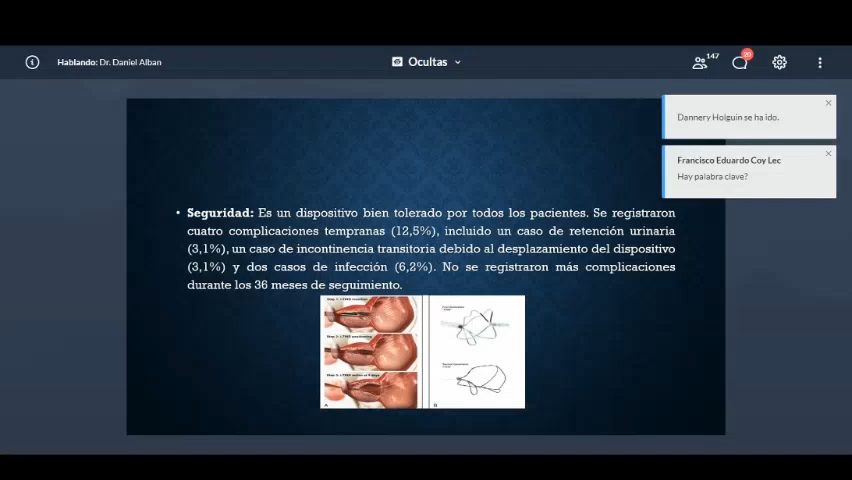 Hablando: Dr. Daniel Alban
Ocultas
147
20
Dannery Holguin se ha ido.
Francisco Eduardo Coy Lec
Hay palabra clave?
• Seguridad: Es un dispositivo bien tolerado por todos los pacientes. Se registraron
cuatro complicaciones tempranas (12,5%), incluido un caso de retención urinaria
(3,1%), un caso de incontinencia transitoria debido al desplazamiento del dispositivo
(3,1%) y dos casos de infección (6,2%). No se registraron más complicaciones
durante los 36 meses de seguimiento.
A
B